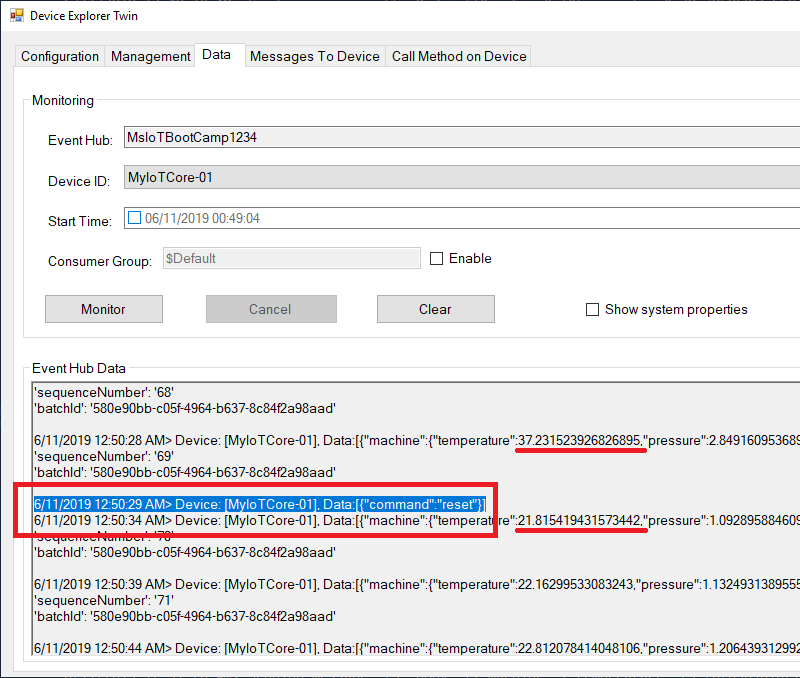 Device Explorer Twin
Configuration Management Data Messages To Device Call Method on Device
Monitoring
Event Hub: MsIoTBootCamp1234
Device ID: MyIoTCore-01
Start Time: 06/11/2019 00:49:04
Consumer Group: $Default Enable
Monitor Cancel Clear Show system properties
Event Hub Data
'sequenceNumber': '68'
'batchId': '580e90bb-c05f-4964-b637-8c84f2a98aad'
6/11/2019 12:50:28 AM> Device: [MyIoTCore-01], Data:[{"machine":{"temperature":37.231523926826895,"pressure":2.849160953689
'sequenceNumber': '69'
'batchId': '580e90bb-c05f-4964-b637-8c84f2a98aad'
6/11/2019 12:50:29 AM> Device: [MyIoTCore-01], Data:[{"command":"reset"}]
6/11/2019 12:50:34 AM> Device: [MyIoTCore-01], Data:[{"machine":{"temperature":21.815419431573442,"pressure":1.092895884609
'sequenceNumber': '70'
'batchId': '580e90bb-c05f-4964-b637-8c84f2a98aad'
6/11/2019 12:50:39 AM> Device: [MyIoTCore-01], Data:[{"machine":{"temperature":22.16299533083243,"pressure":1.1324931389555
'sequenceNumber': '71'
'batchId': '580e90bb-c05f-4964-b637-8c84f2a98aad'
6/11/2019 12:50:44 AM> Device: [MyIoTCore-01], Data:[{"machine":{"temperature":22.812078414048106,"pressure":1.206439312992